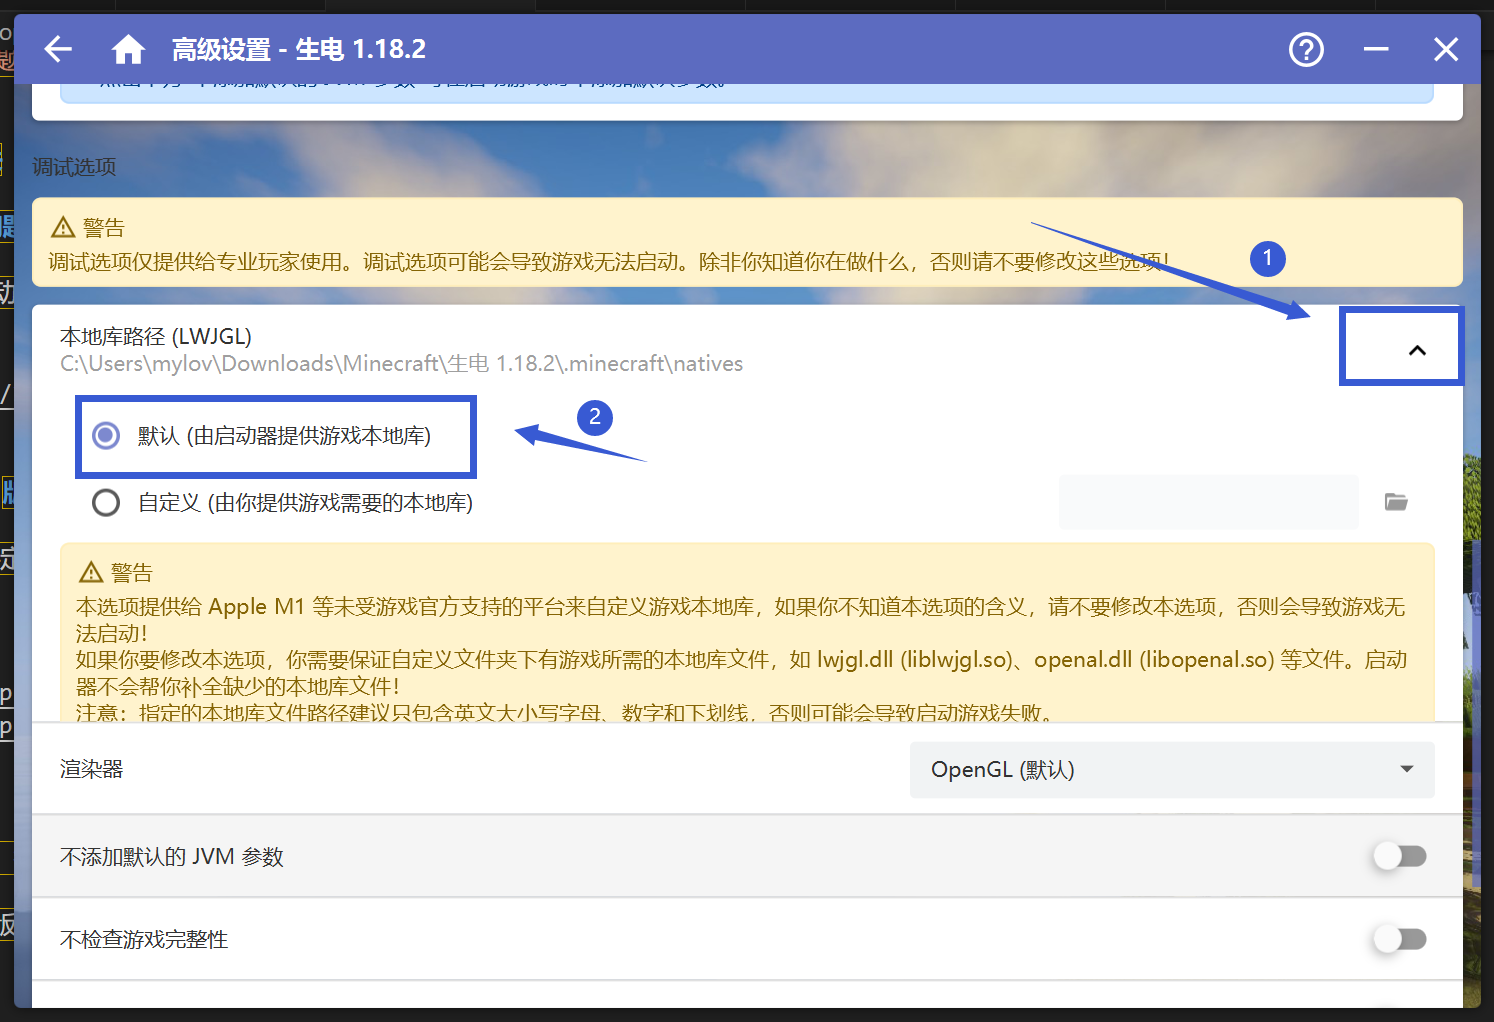 高级设置 - 生电 1.18.2
调试选项
警告
调试选项仅提供给专业玩家使用。调试选项可能会导致游戏无法启动。除非你知道你在做什么，否则请不要修改这些选项！
1
本地库路径 (LWJGL)
C:\Users\mylov\Downloads\Minecraft\生电 1.18.2\.minecraft\natives
2
默认 (由启动器提供游戏本地库)
自定义 (由你提供游戏需要的本地库)
警告
本选项提供给 Apple M1 等未受游戏官方支持的平台来自定义游戏本地库，如果你不知道本选项的含义，请不要修改本选项，否则会导致游戏无
法启动！
如果你要修改本选项，你需要保证自定义文件夹下有游戏所需的本地库文件，如 lwjgl.dll (liblwjgl.so)、openal.dll (libopenal.so) 等文件。启动
器不会帮你补全缺少的本地库文件！
注意：指定的本地库文件路径建议只包含英文大小写字母、数字和下划线，否则可能会导致启动游戏失败。
渲染器
OpenGL (默认)
不添加默认的 JVM 参数
不检查游戏完整性